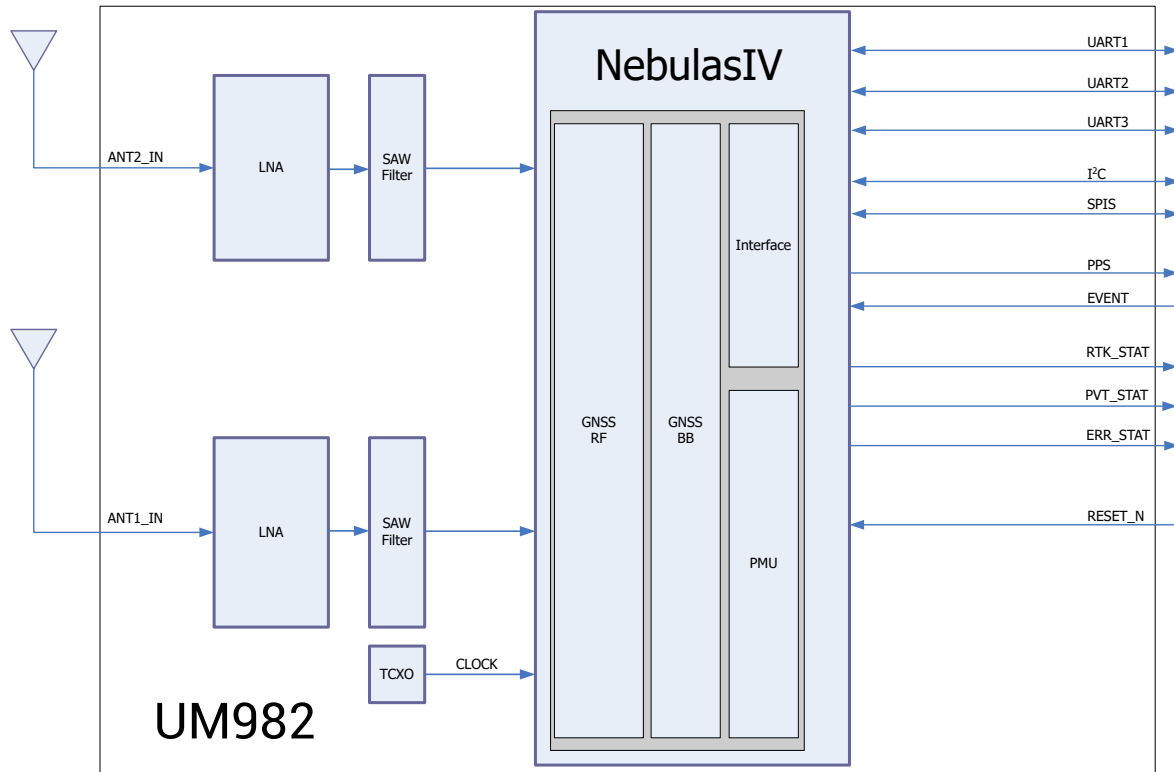 NebulasIV
UART1
UART2
UART3
I²C
SPIS
PPS
EVENT
RTK_STAT
PVT_STAT
ERR_STAT
RESET_N
ANT2_IN
LNA
SAW
Filter
Interface
GNSS
RF
GNSS
BB
PMU
ANT1_IN
LNA
SAW
Filter
TCXO
CLOCK
UM982